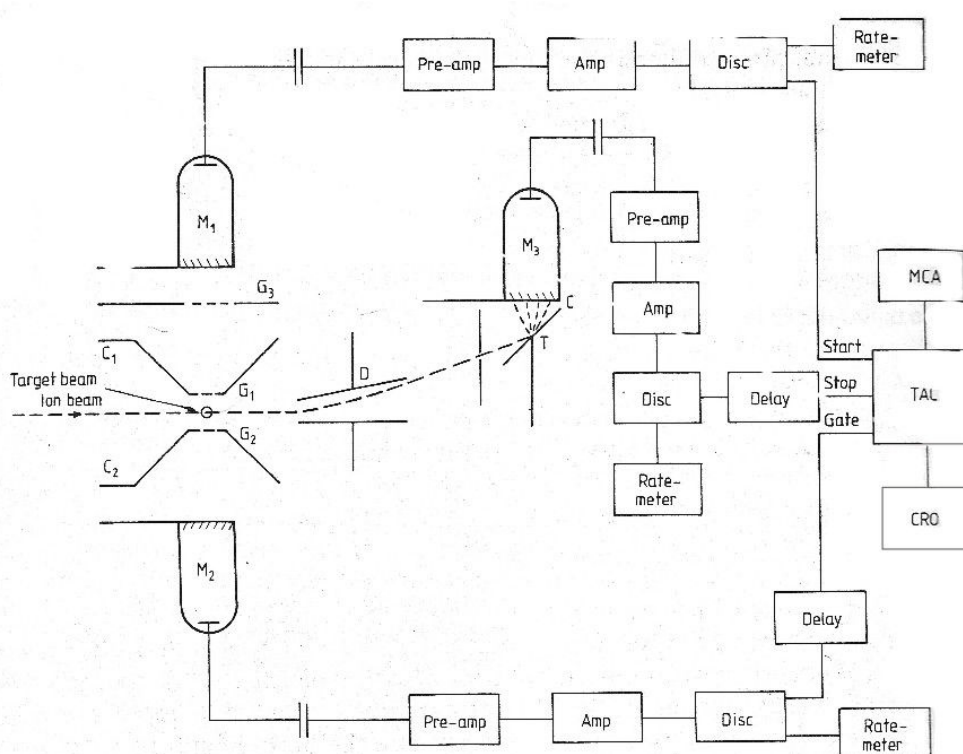 Pre-amp
Amp
Disc
Rate-
meter
M1
M3
Pre-amp
G3
C
MCA
Amp
C1
T
Start
D
Target beam
Ion beam
G1
Stop
Disc
Delay
TAC
Gate
G2
C2
Rate-
meter
CRO
M2
Delay
Pre-amp
Amp
Disc
Rate-
meter